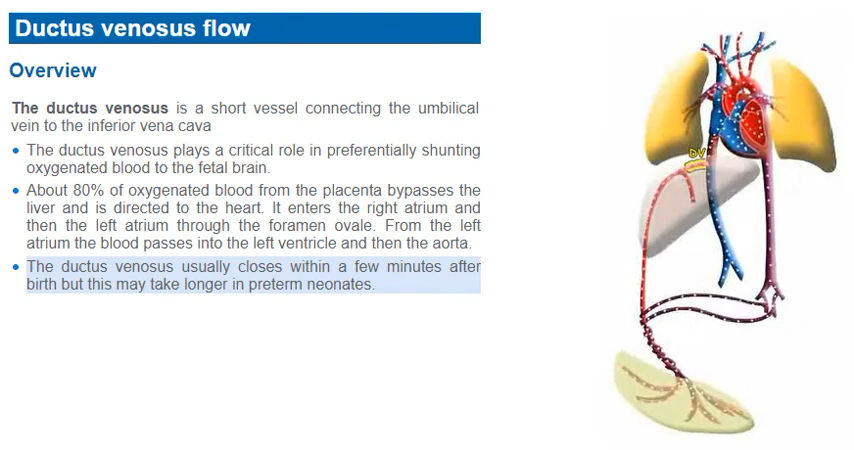 Ductus venosus flow
Overview
The ductus venosus is a short vessel connecting the umbilical
vein to the inferior vena cava
• The ductus venosus plays a critical role in preferentially shunting
oxygenated blood to the fetal brain.
• About 80% of oxygenated blood from the placenta bypasses the
liver and is directed to the heart. It enters the right atrium and
then the left atrium through the foramen ovale. From the left
atrium the blood passes into the left ventricle and then the aorta.
• The ductus venosus usually closes within a few minutes after
birth but this may take longer in preterm neonates.
DV